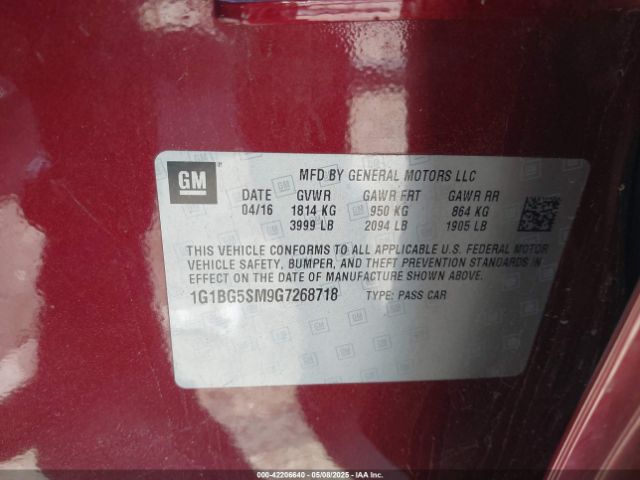 GM
MFD BY GENERAL MOTORS LLC
DATE GVWR GAWR FRT GAWR RR
04/16 1814 KG 950 KG 864 KG
3999 LB 2094 LB 1905 LB
THIS VEHICLE CONFORMS TO ALL APPLICABLE U.S. FEDERAL MOTOR
VEHICLE SAFETY, BUMPER, AND THEFT PREVENTION STANDARDS IN
EFFECT ON THE DATE OF MANUFACTURE SHOWN ABOVE.
1G1BG5SM9G7268718 TYPE: PASS CAR
000-42206640 - 05/08/2025 - IAA Inc.